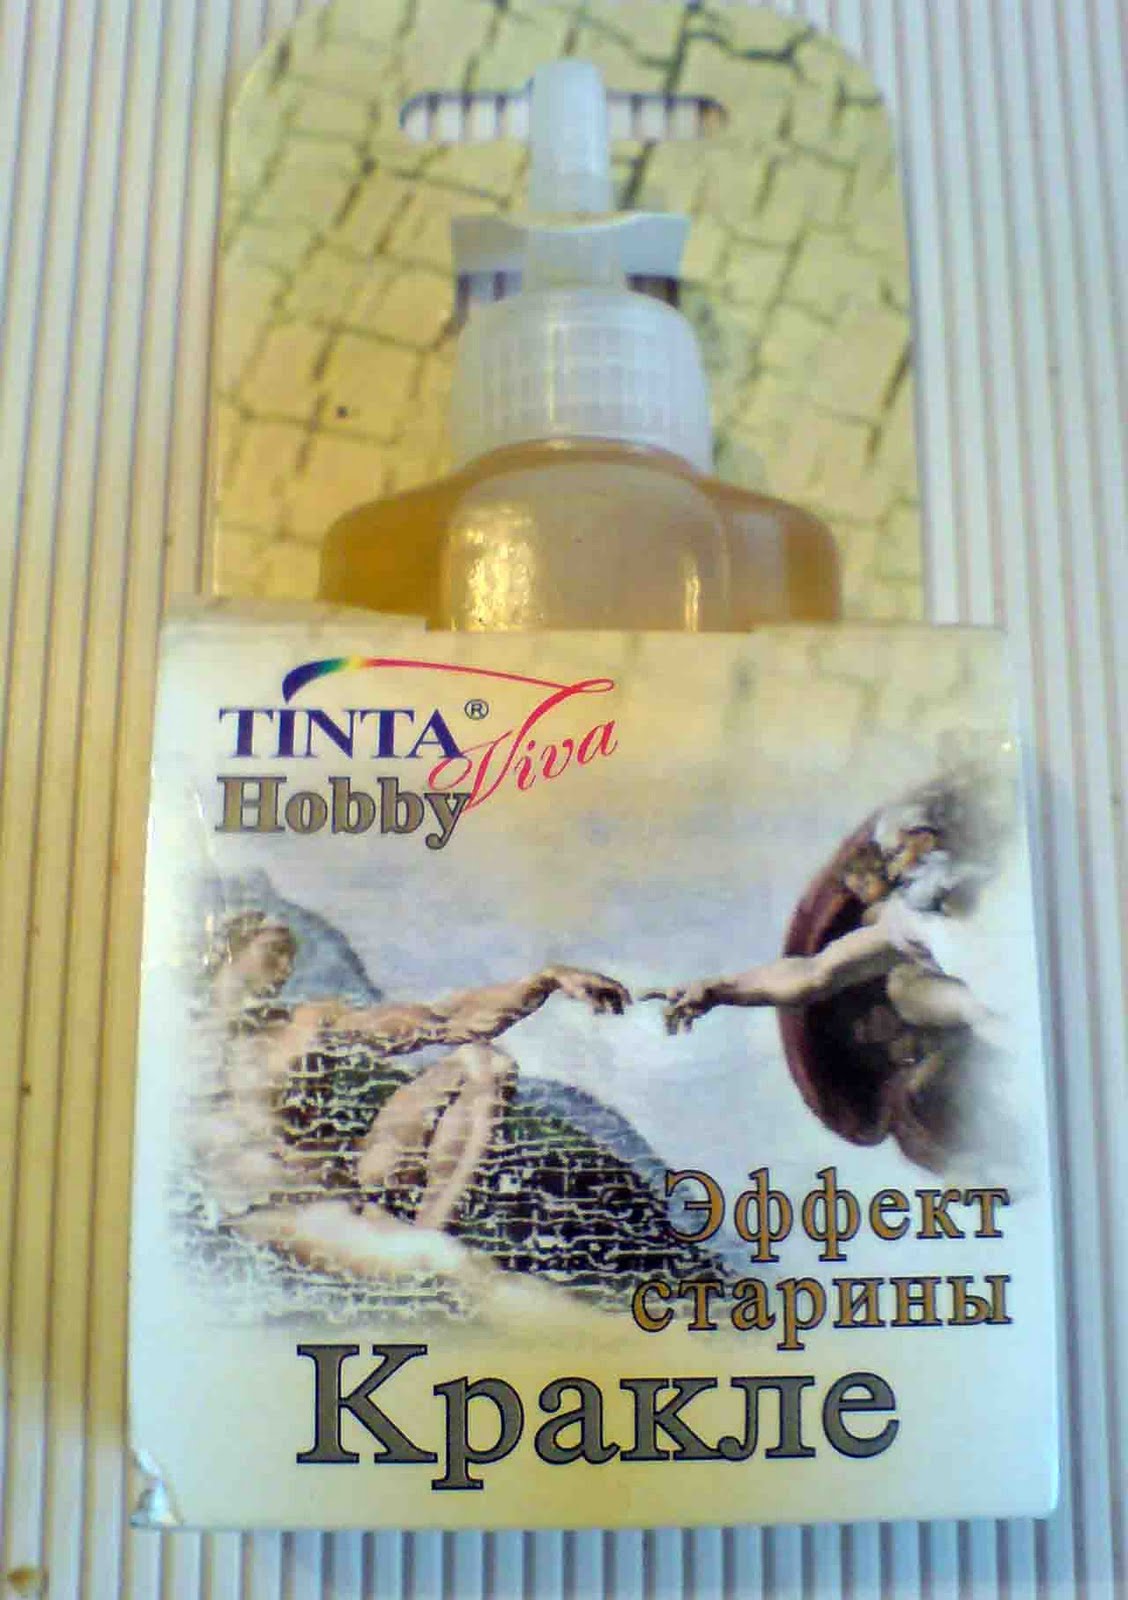 TINTA® Viva
Hobby
Эффект
старины
Кракле